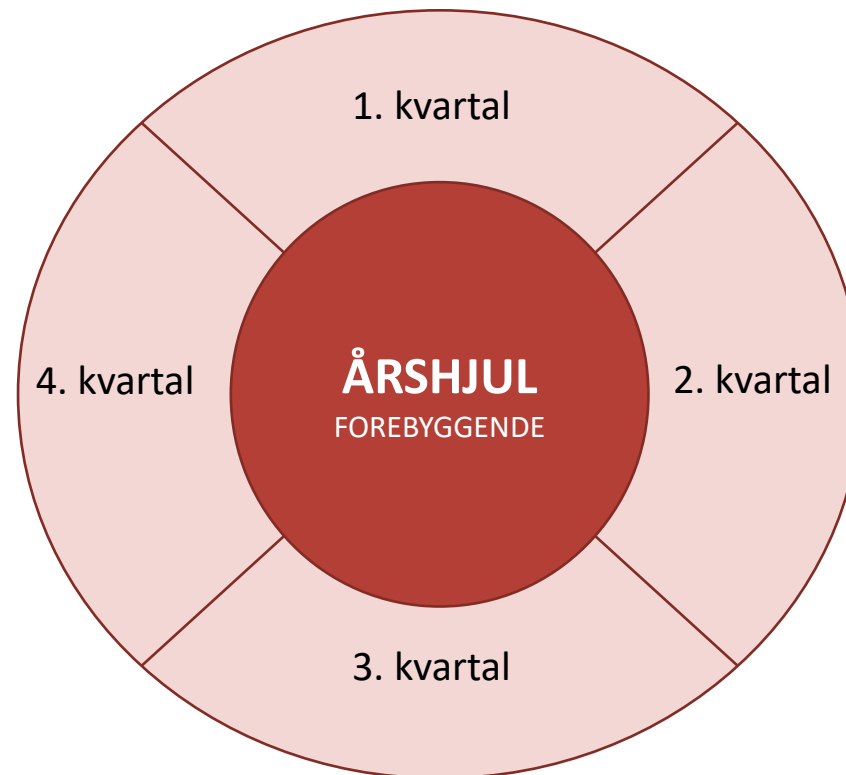 1. kvartal
4. kvartal
ÅRSHJUL
FOREBYGGENDE
2. kvartal
3. kvartal